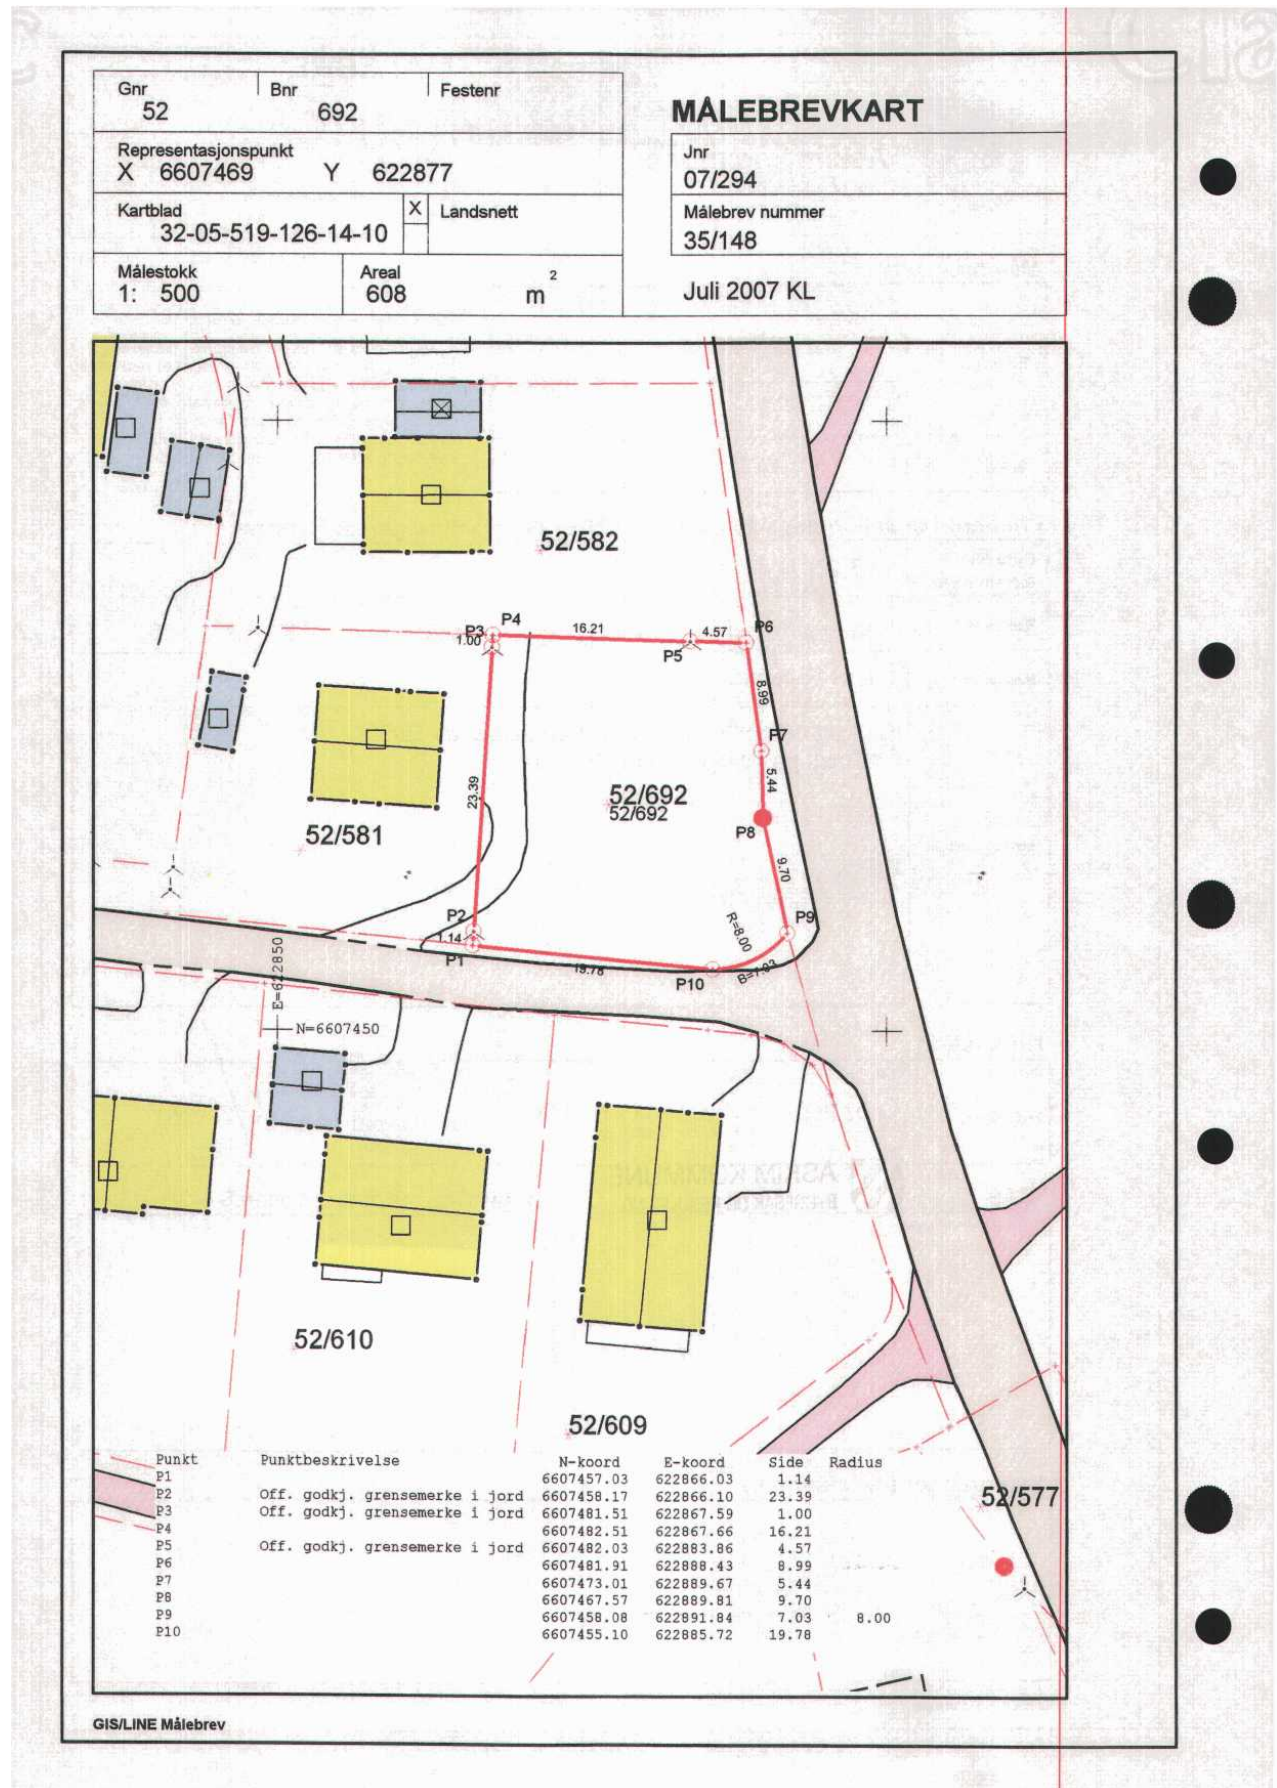 Gnr Bnr Festenr
52 692
MÅLEBREVKART
Representasjonspunkt
X 6607469 Y 622877
Jnr
07/294
Kartblad X Landsnett
32-05-519-126-14-10
Målebrev nummer
35/148
Målestokk Areal 2
1: 500 608 m
Juli 2007 KL
52/582
P3 P4 16.21 4.57 P6
1.00
P5
8.99
P7
23.39
5.44
52/692
52/692
52/581
P8
9.70
P2
1.14
P1
R=8.00
P9
19.78
P10
E=622850
N=6607450
52/610
52/609
52/577
Punkt Punktbeskrivelse N-koord E-koord Side Radius
P1 6607457.03 622866.03 1.14
P2 Off. godkj. grensemerke i jord 6607458.17 622866.10 23.39
P3 Off. godkj. grensemerke i jord 6607481.51 622867.59 1.00
P4 6607482.51 622867.66 16.21
P5 Off. godkj. grensemerke i jord 6607482.03 622883.86 4.57
P6 6607481.91 622888.43 8.99
P7 6607473.01 622889.67 5.44
P8 6607467.57 622889.81 9.70
P9 6607458.08 622891.84 7.03 8.00
P10 6607455.10 622885.72 19.78
GIS/LINE Målebrev